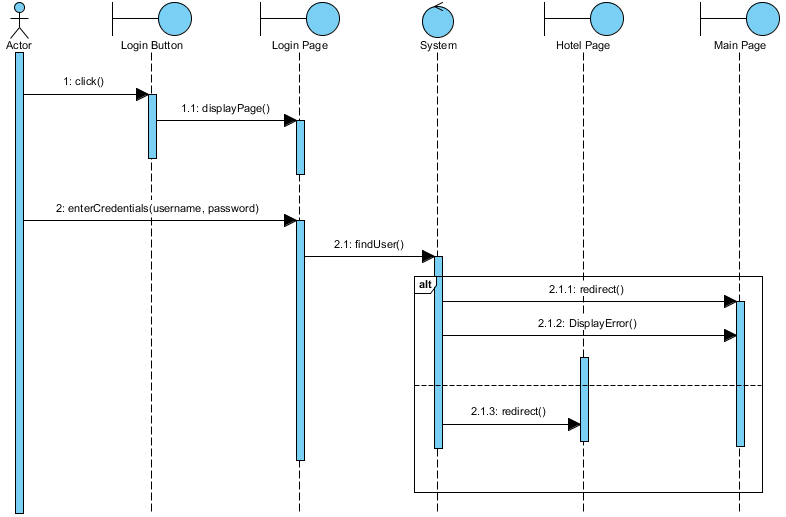 Actor
Login Button
Login Page
System
Hotel Page
Main Page
1: click()
1.1: displayPage()
2: enterCredentials(username, password)
2.1: findUser()
alt
2.1.1: redirect()
2.1.2: DisplayError()
2.1.3: redirect()